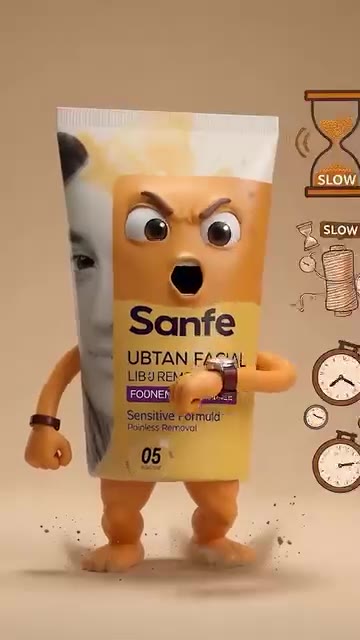 SLOW
SLOW
Sanfe
UBTAN FACIAL
Sensitive Formula
Painless Removal
05